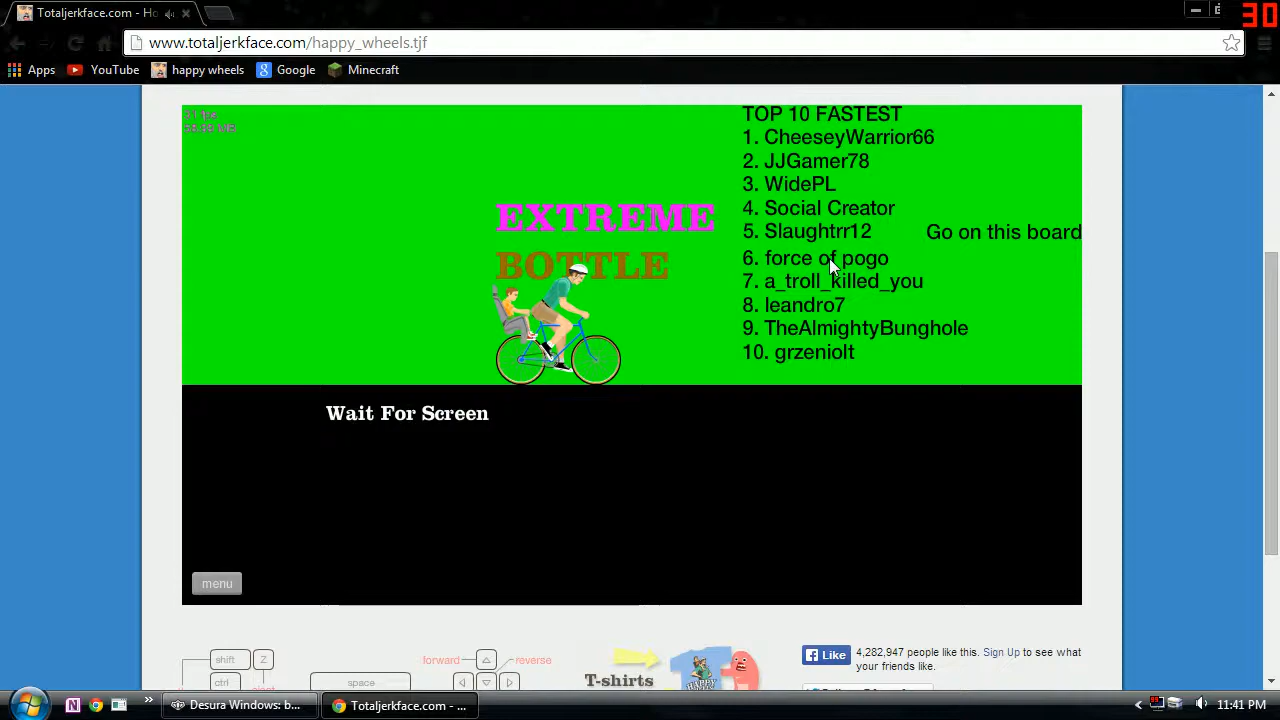 Totaljerkface.com - Ho
30
www.totaljerkface.com/happy_wheels.tjf
Apps YouTube happy wheels Google Minecraft
TOP 10 FASTEST
1. CheeseyWarrior66
2. JJGamer78
3. WidePL
4. Social Creator
5. Slaughtrr12
Go on this board
6. force of pogo
7. a_troll_killed_you
8. leandro7
9. TheAlmightyBunghole
10. grzeniolt
EXTREME
BOTTLE
Wait For Screen
menu
shift Z
ctrl
space
forward
reverse
T-shirts
HAPPY
Like
4,282,947 people like this. Sign Up to see what
your friends like.
Desura Windows: b...
Totaljerkface.com - ...
11:41 PM